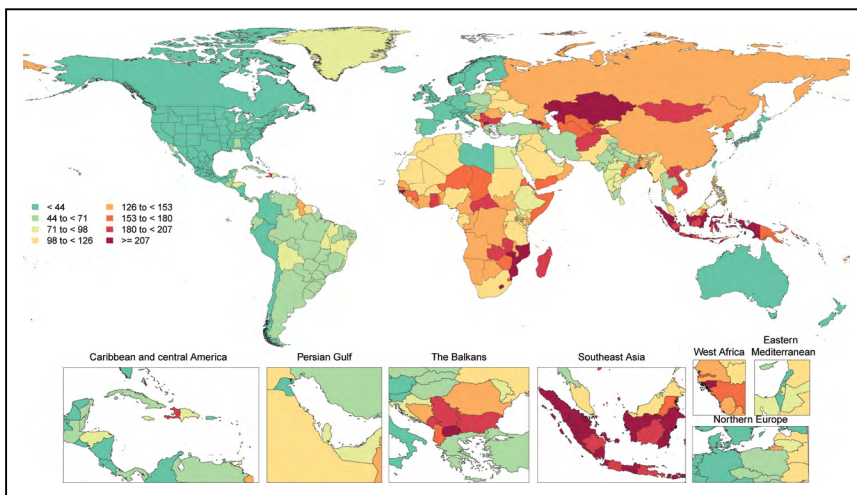 < 44
44 to < 71
71 to < 98
98 to < 126
126 to < 153
153 to < 180
180 to < 207
>= 207
Caribbean and central America
Persian Gulf
The Balkans
Southeast Asia
West Africa
Eastern
Mediterranean
Northern Europe